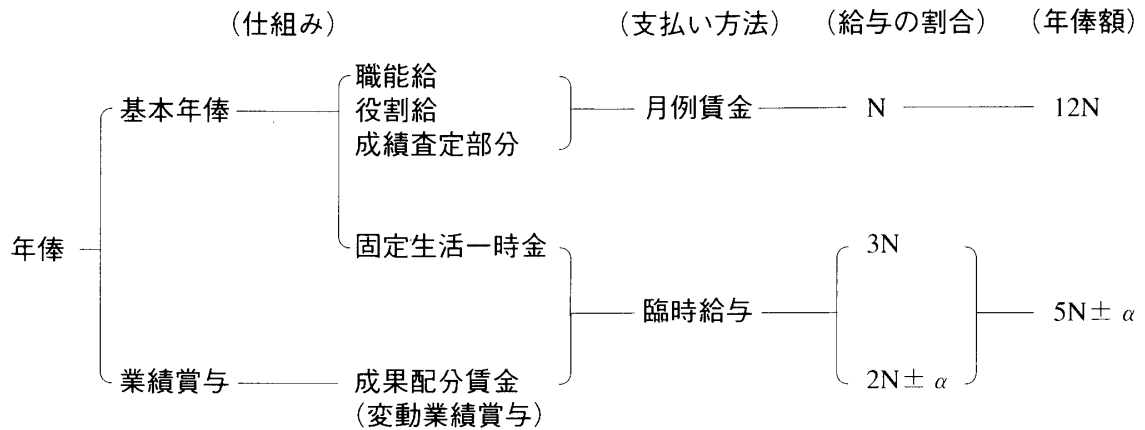 (仕組み) (支払い方法) (給与の割合) (年俸額)
職能給
基本年俸 役割給 月例賃金 N 12N
成績査定部分
年俸 固定生活一時金 3N
臨時給与 5N± α
業績賞与 成果配分賃金 2N± α
(変動業績賞与)